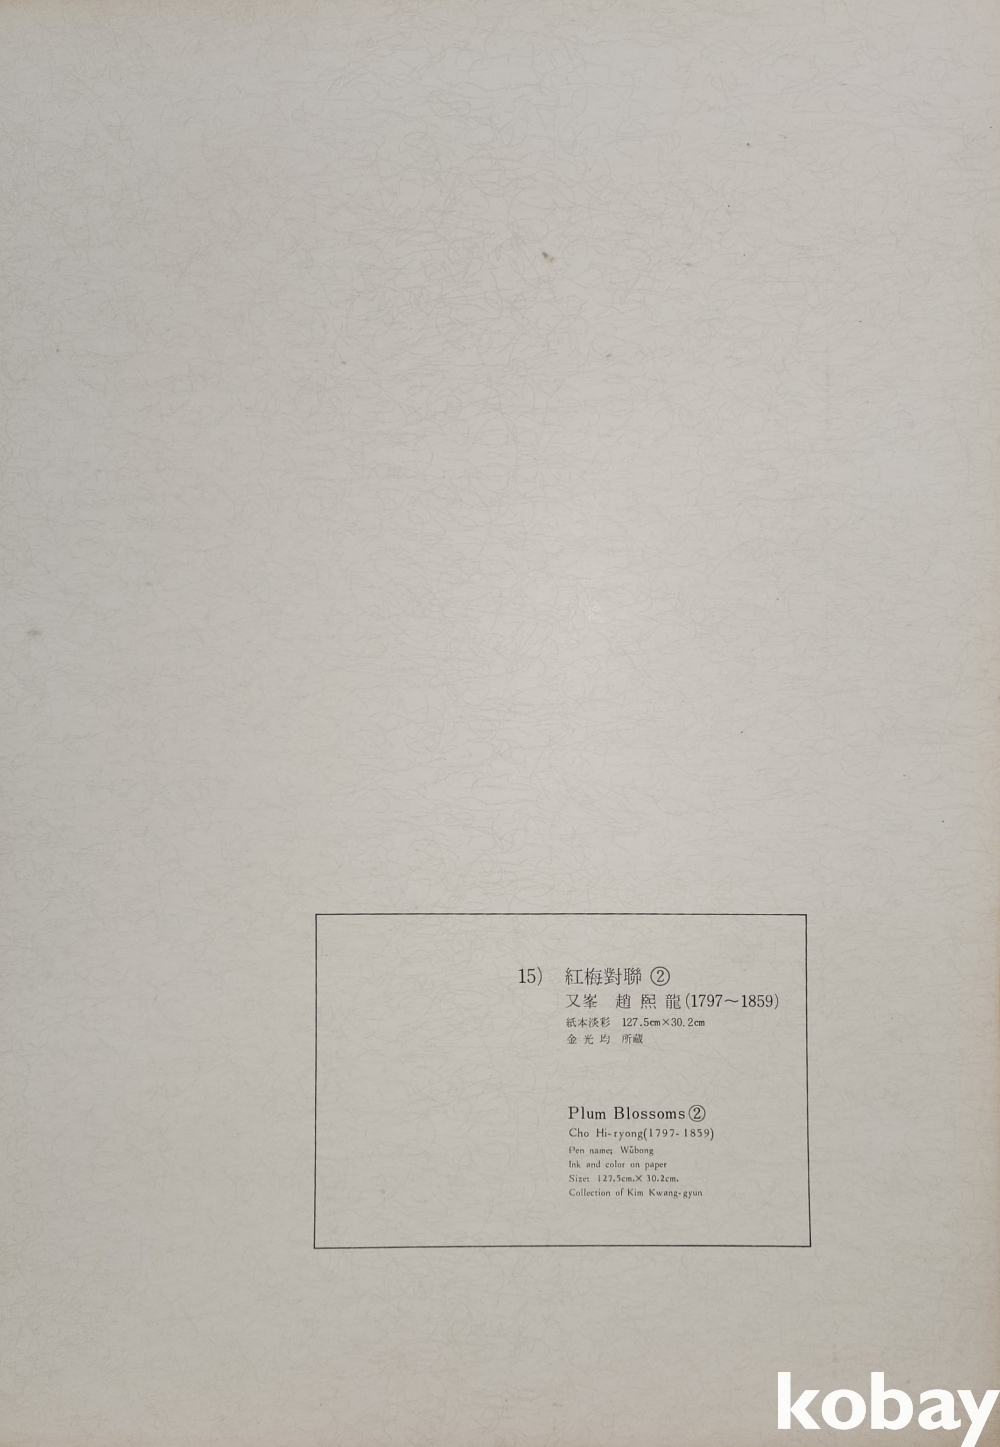 15) 紅梅對聯 ②
又峯 趙 熙 龍 (1797～1859)
紙本淡彩 127.5cm×30.2cm
金 光 均 所蔵
Plum Blossoms②
Cho Hi-ryong(1797-1859)
Pen name; Wŭbong
Ink and color on paper
Size: 127.5cm.× 30.2cm.
Collection of Kim Kwang-gyun
kobay